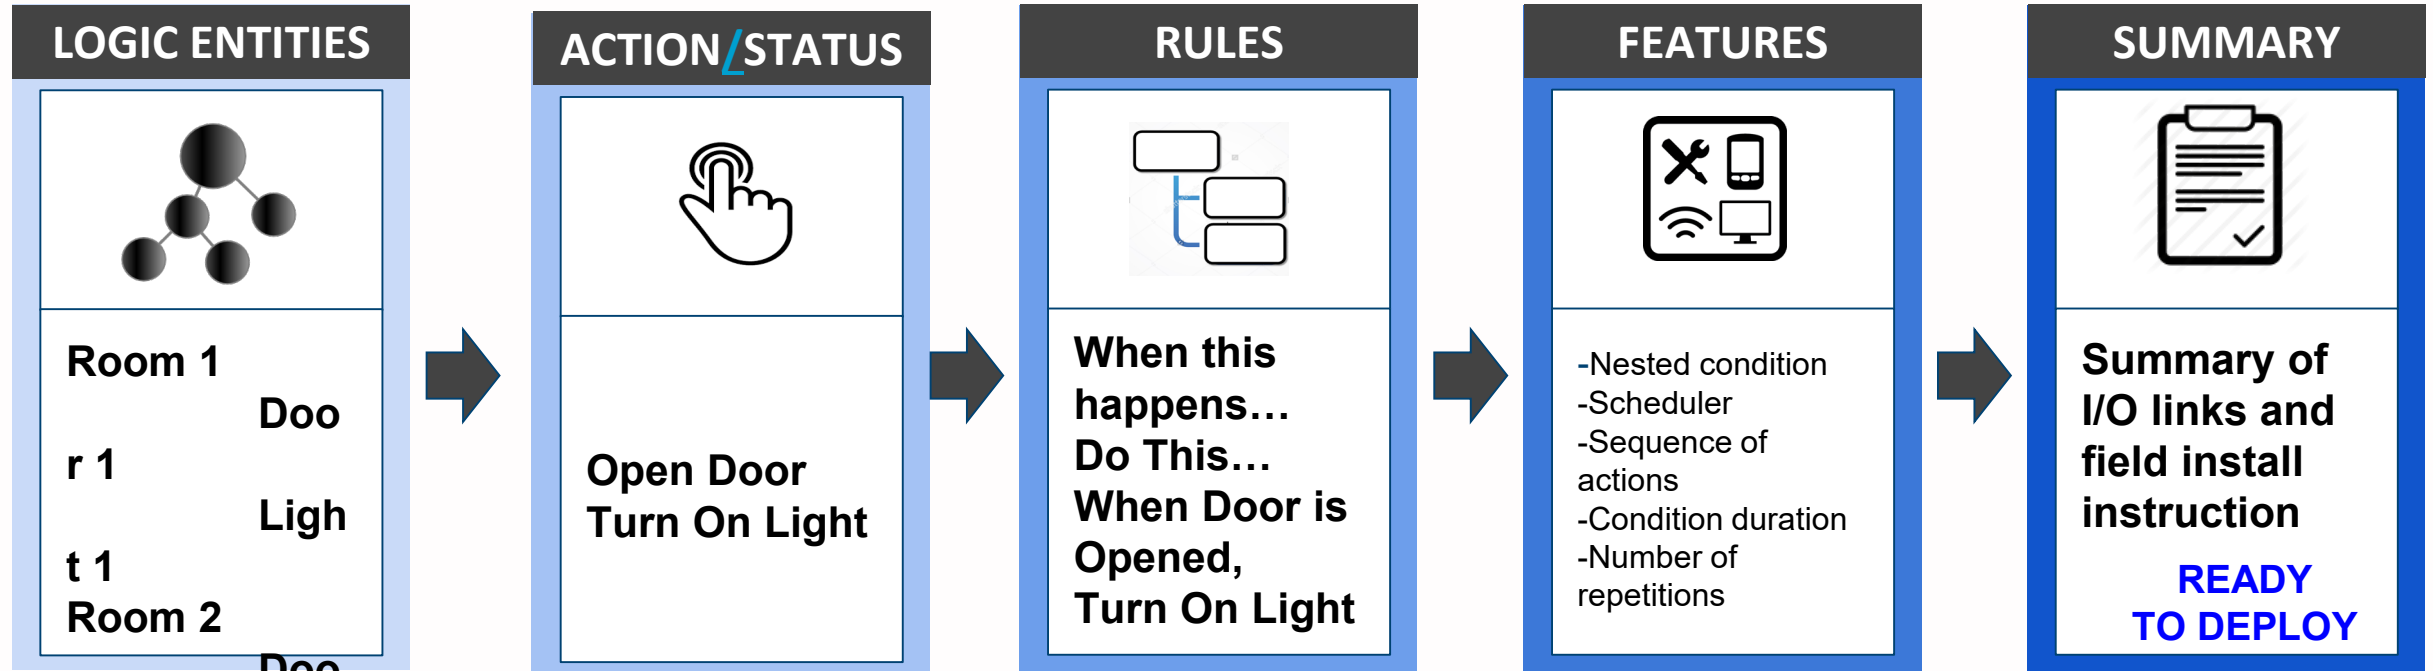 LOGIC ENTITIES
Room 1
Doo
r 1
Ligh
t 1
Room 2
Doo
ACTION/STATUS
Open Door
Turn On Light
RULES
When this
happens…
Do This…
When Door is
Opened,
Turn On Light
FEATURES
-Nested condition
-Scheduler
-Sequence of
actions
-Condition duration
-Number of
repetitions
SUMMARY
Summary of
I/O links and
field install
instruction
READY
TO DEPLOY